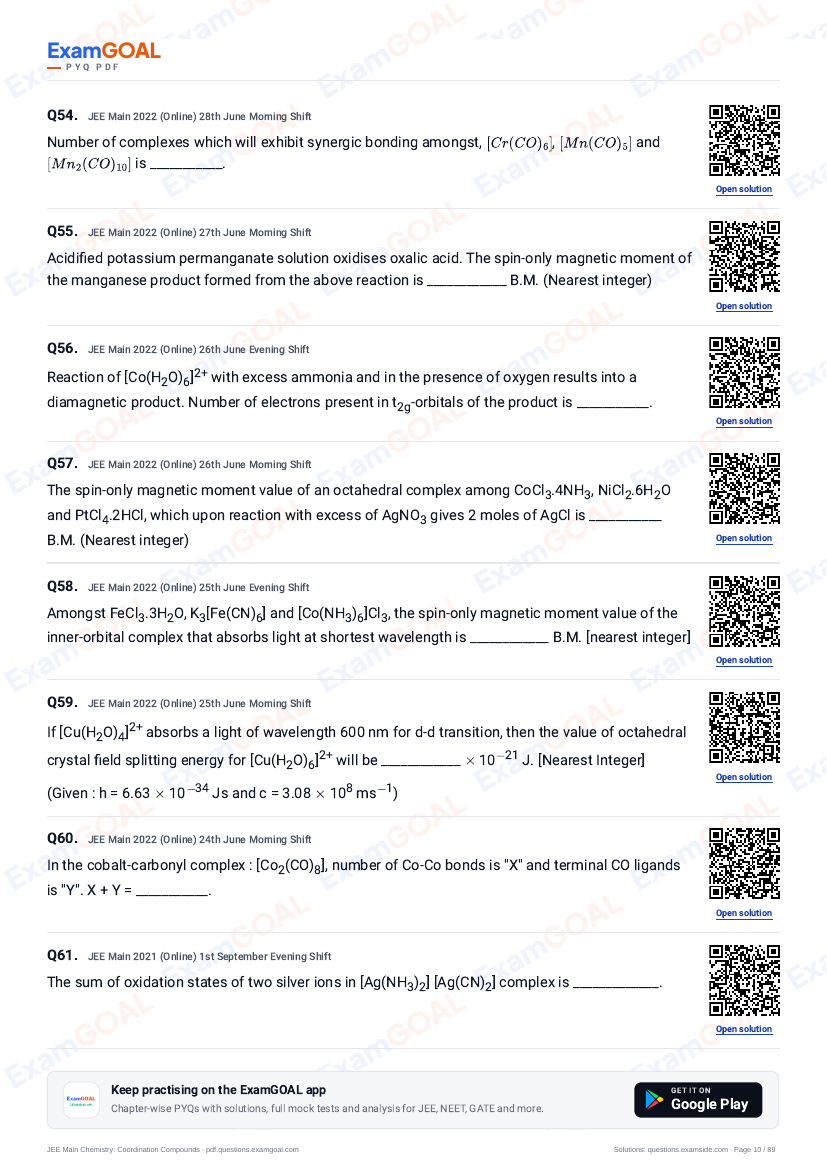 ExamGOAL
PYQ PDF
Q54. JEE Main 2022 (Online) 28th June Morning Shift
Number of complexes which will exhibit synergic bonding amongst, [Cr(CO)₆], [Mn(CO)₅] and
[Mn₂(CO)₁₀] is __________.
Open solution
Q55. JEE Main 2022 (Online) 27th June Morning Shift
Acidified potassium permanganate solution oxidises oxalic acid. The spin-only magnetic moment of
the manganese product formed from the above reaction is ___________ B.M. (Nearest integer)
Open solution
Q56. JEE Main 2022 (Online) 26th June Evening Shift
Reaction of [Co(H₂O)₆]²⁺ with excess ammonia and in the presence of oxygen results into a
diamagnetic product. Number of electrons present in t₂g-orbitals of the product is __________.
Open solution
Q57. JEE Main 2022 (Online) 26th June Morning Shift
The spin-only magnetic moment value of an octahedral complex among CoCl₃.4NH₃, NiCl₂.6H₂O
and PtCl₄.2HCl, which upon reaction with excess of AgNO₃ gives 2 moles of AgCl is __________
B.M. (Nearest integer)
Open solution
Q58. JEE Main 2022 (Online) 25th June Evening Shift
Amongst FeCl₃.3H₂O, K₃[Fe(CN)₆] and [Co(NH₃)₆]Cl₃, the spin-only magnetic moment value of the
inner-orbital complex that absorbs light at shortest wavelength is ___________ B.M. [nearest integer]
Open solution
Q59. JEE Main 2022 (Online) 25th June Morning Shift
If [Cu(H₂O)₄]²⁺ absorbs a light of wavelength 600 nm for d-d transition, then the value of octahedral
crystal field splitting energy for [Cu(H₂O)₆]²⁺ will be ___________ × 10⁻²¹ J. [Nearest Integer]
(Given : h = 6.63 × 10⁻³⁴ Js and c = 3.08 × 10⁸ ms⁻¹)
Open solution
Q60. JEE Main 2022 (Online) 24th June Morning Shift
In the cobalt-carbonyl complex : [Co₂(CO)₈], number of Co-Co bonds is "X" and terminal CO ligands
is "Y". X + Y = __________.
Open solution
Q61. JEE Main 2021 (Online) 1st September Evening Shift
The sum of oxidation states of two silver ions in [Ag(NH₃)₂] [Ag(CN)₂] complex is ____________.
Open solution
ExamGOAL
Keep practising on the ExamGOAL app
Chapter-wise PYQs with solutions, full mock tests and analysis for JEE, NEET, GATE and more.
GET IT ON
Google Play
JEE Main Chemistry: Coordination Compounds · pdf.questions.examgoal.com
Solutions: questions.examside.com · Page 10 / 89